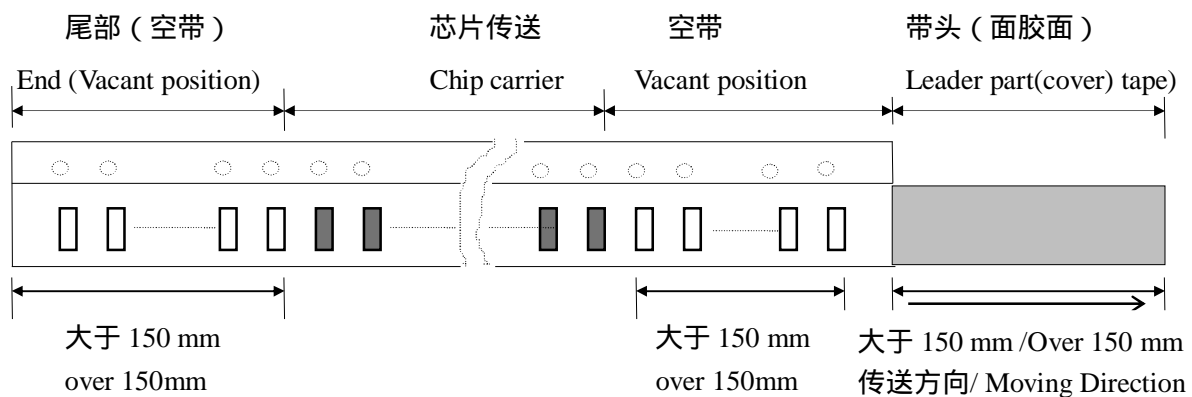 尾部（空带） 芯片传送 空带 带头（面胶面）
End (Vacant position) Chip carrier Vacant position Leader part(cover) tape)
大于 150 mm 大于 150 mm 大于 150 mm /Over 150 mm
over 150mm over 150mm 传送方向/ Moving Direction